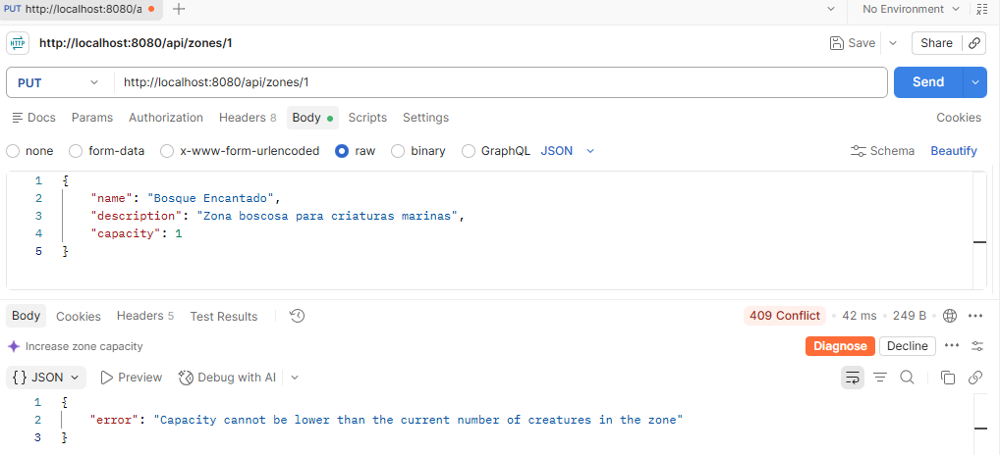 PUT http://localhost:8080/a
No Environment
HTTP http://localhost:8080/api/zones/1
Save Share
PUT http://localhost:8080/api/zones/1 Send
Docs Params Authorization Headers 8 Body Scripts Settings Cookies
none form-data x-www-form-urlencoded raw binary GraphQL JSON Schema Beautify
1 {
2 "name": "Bosque Encantado",
3 "description": "Zona boscosa para criaturas marinas",
4 "capacity": 1
5 }
Body Cookies Headers 5 Test Results 409 Conflict • 42 ms • 249 B
Increase zone capacity Diagnose Decline
{} JSON Preview Debug with AI
1 {
2 "error": "Capacity cannot be lower than the current number of creatures in the zone"
3 }